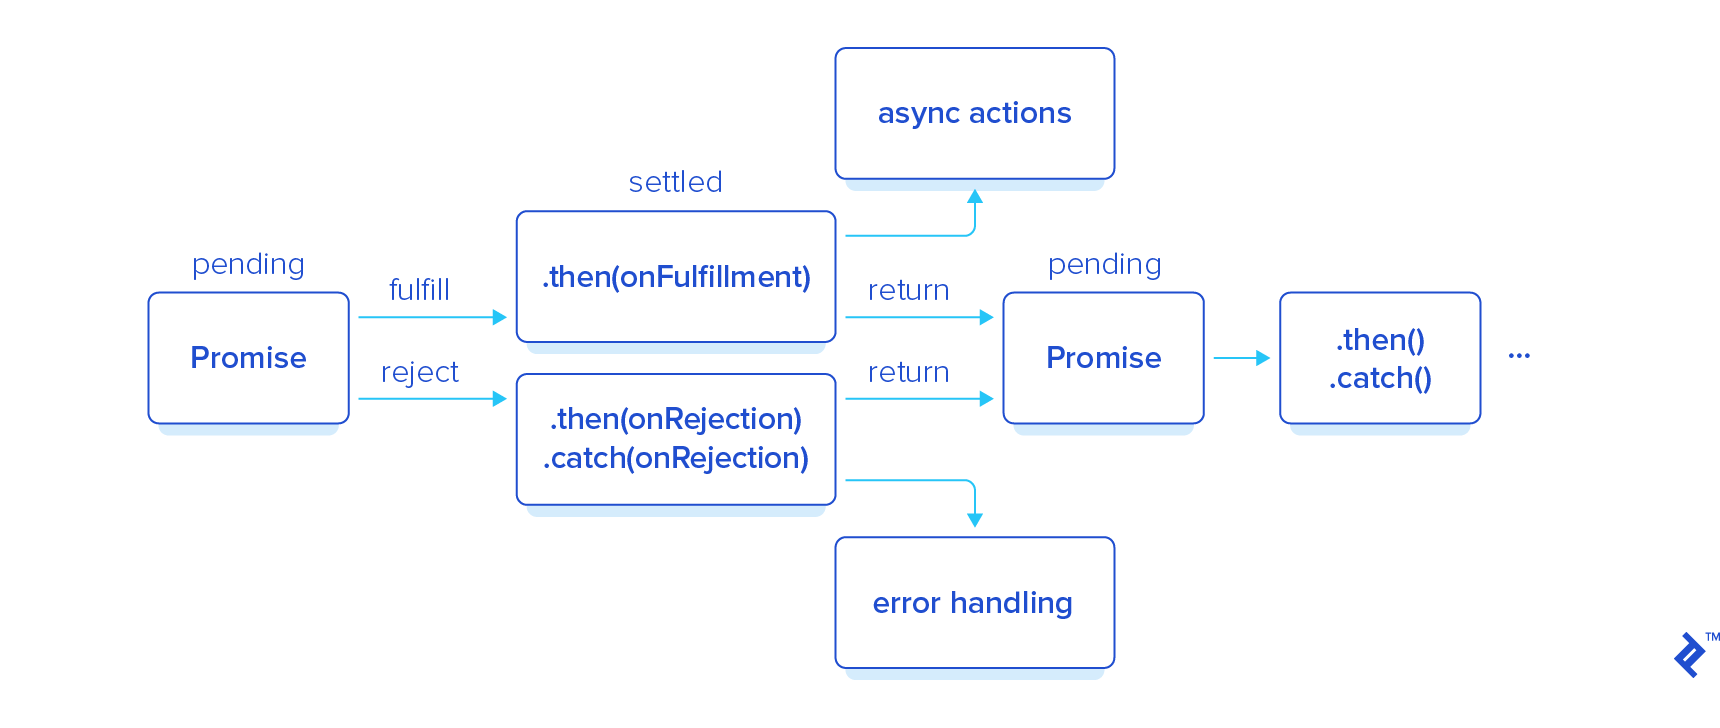 async actions
settled
.then(onFulfillment)
pending
Promise
fulfill
reject
.then(onRejection)
.catch(onRejection)
return
return
pending
Promise
.then()
.catch()
...
error handling
TM